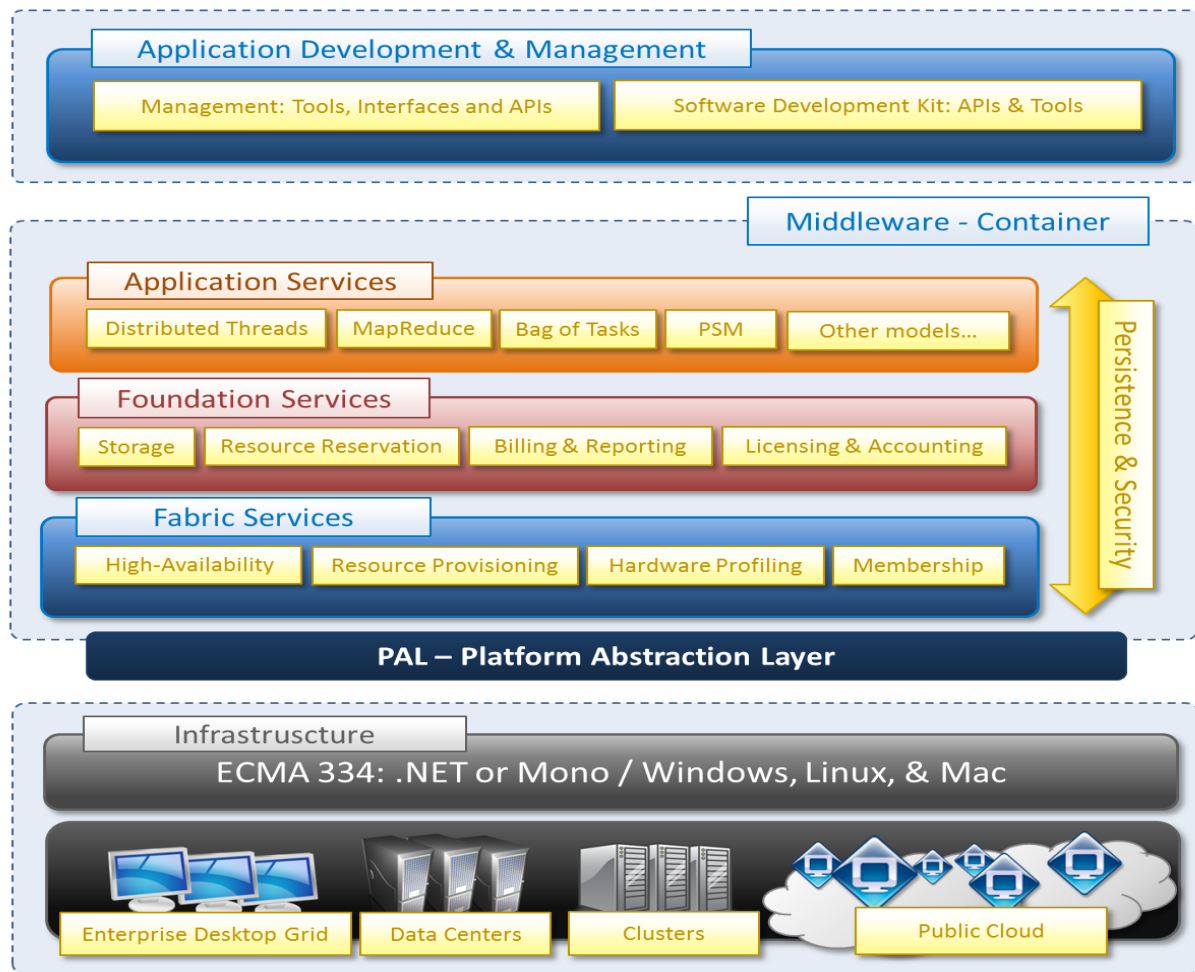 Application Development & Management
Management: Tools, Interfaces and APIs
Software Development Kit: APIs & Tools
Middleware - Container
Application Services
Distributed Threads
MapReduce
Bag of Tasks
PSM
Other models...
Persistence & Security
Foundation Services
Storage
Resource Reservation
Billing & Reporting
Licensing & Accounting
Fabric Services
High-Availability
Resource Provisioning
Hardware Profiling
Membership
PAL – Platform Abstraction Layer
Infrastruscture
ECMA 334: .NET or Mono / Windows, Linux, & Mac
Enterprise Desktop Grid
Data Centers
Clusters
Public Cloud